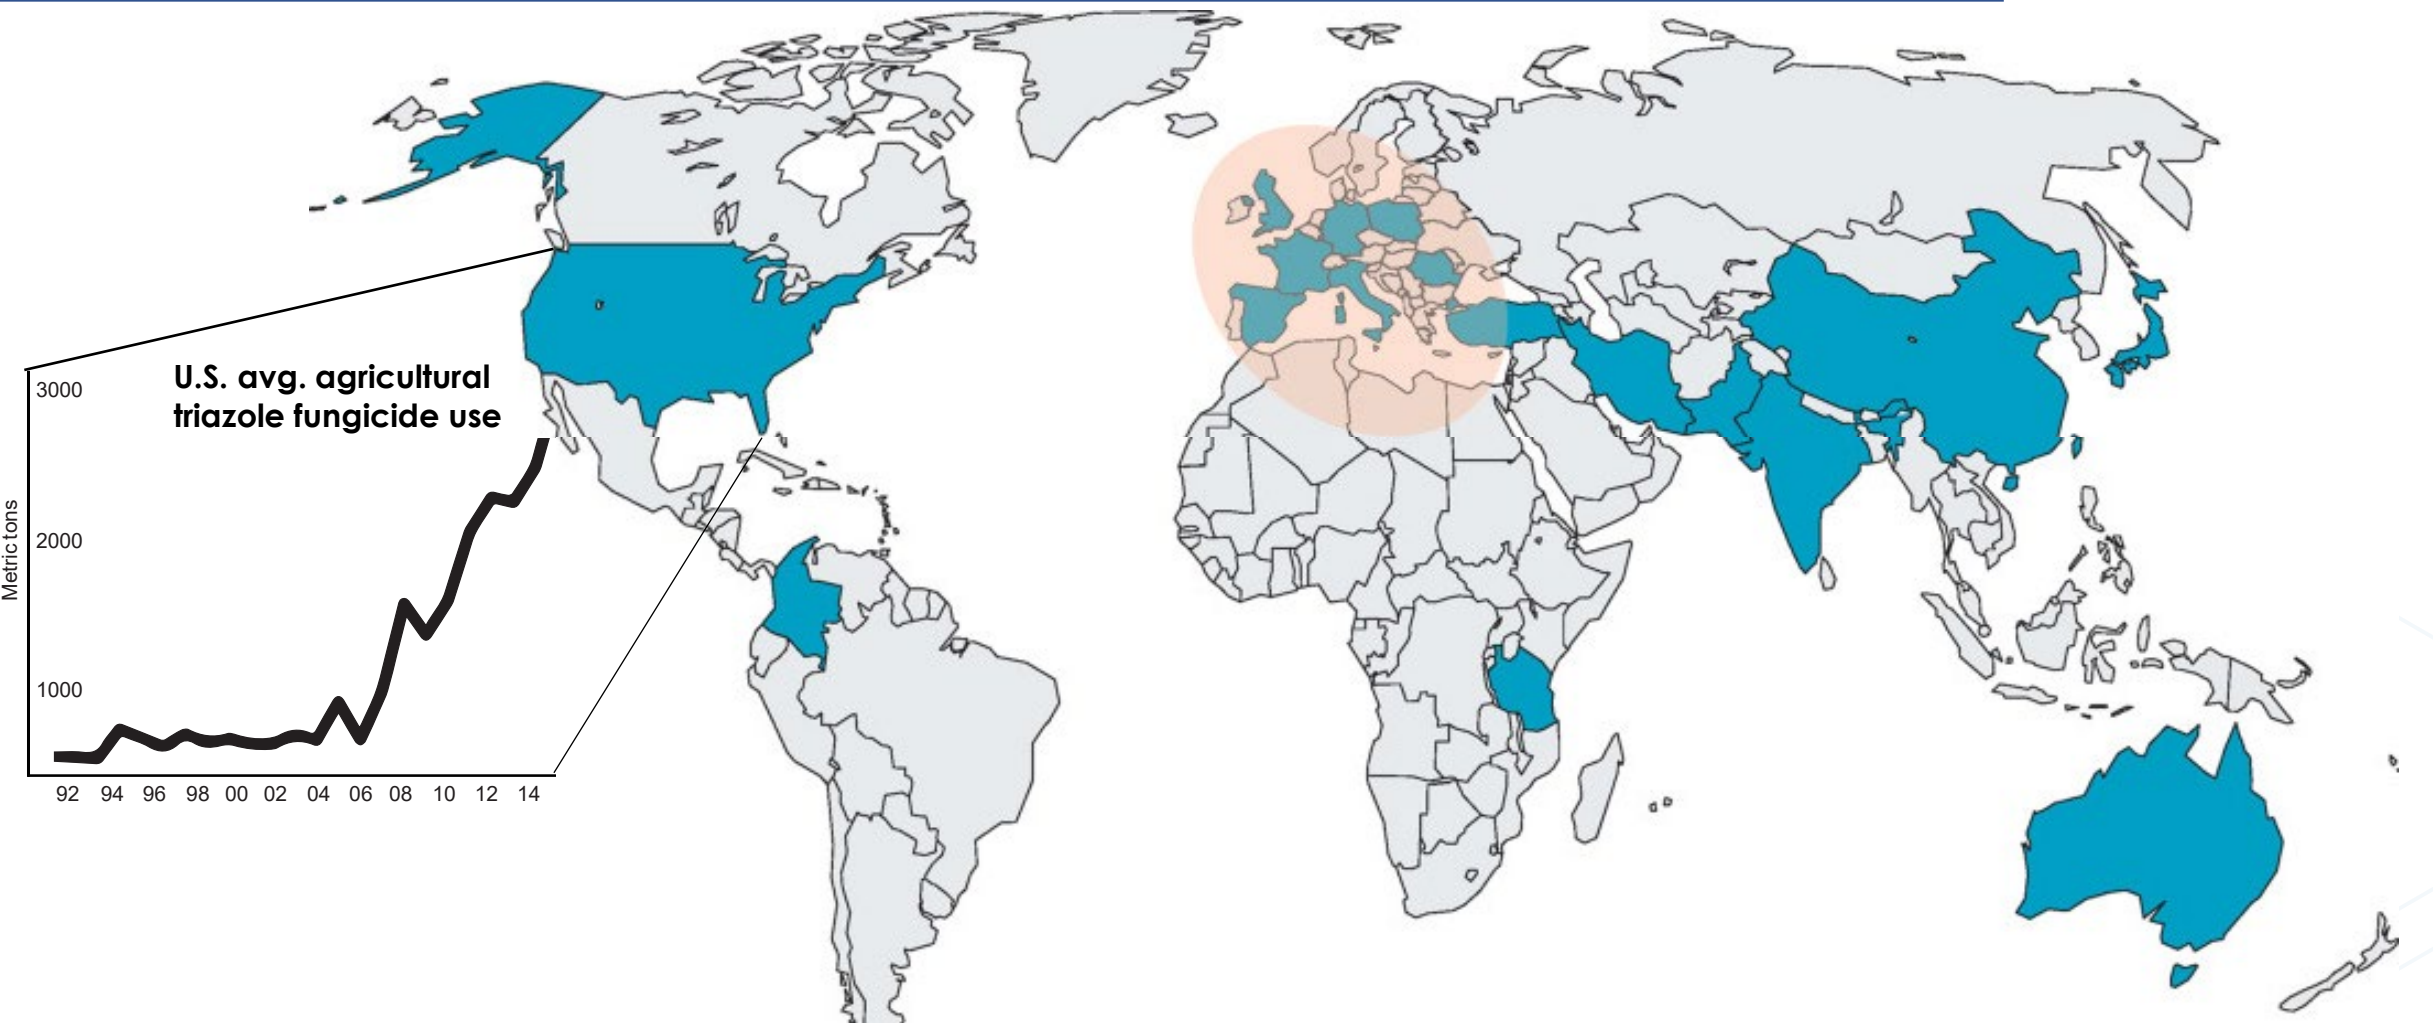 U.S. avg. agricultural
triazole fungicide use
Metric tons
3000
2000
1000
92 94 96 98 00 02 04 06 08 10 12 14